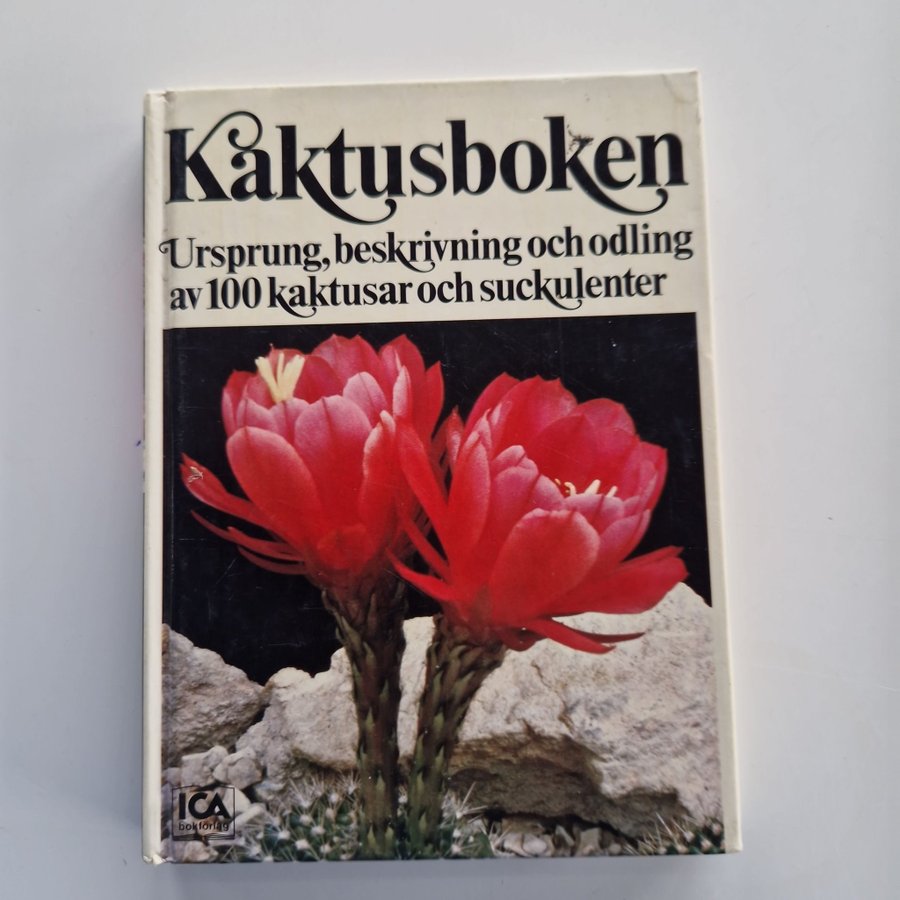 Kaktusboken
Ursprung, beskrivning och odling
av 100 kaktusar och suckulenter
ICA
bokförlag